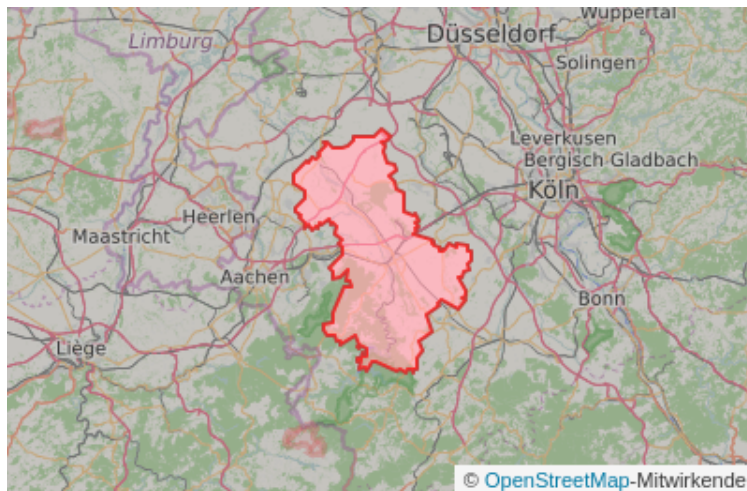 Wuppertal
Limburg
Düsseldorf
Solingen
Leverkusen
Bergisch Gladbach
Köln
Heerlen
Maastricht
Aachen
Bonn
Liege
© OpenStreetMap-Mitwirkende